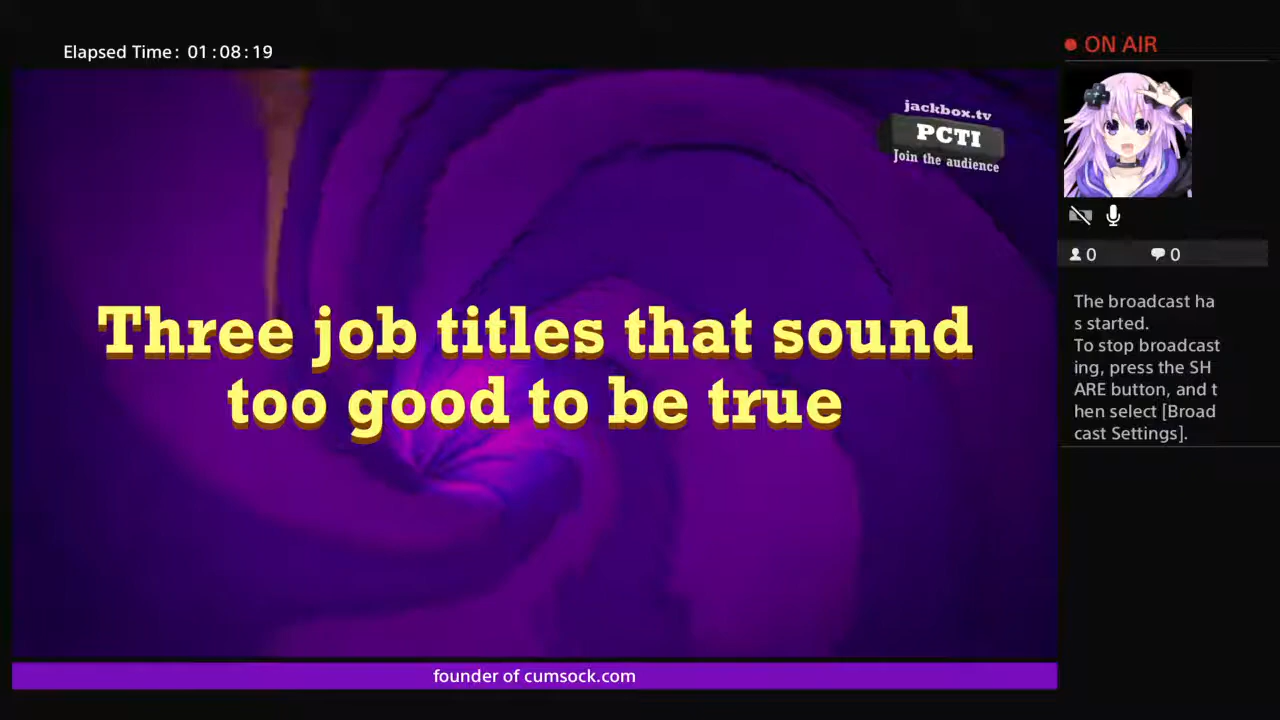 Elapsed Time: 01:08:19
ON AIR
jackbox.tv
PCTI
Join the audience
0
0
Three job titles that sound
too good to be true
The broadcast ha
s started.
To stop broadcast
ing, press the SH
ARE button, and t
hen select [Broad
cast Settings].
founder of cumsock.com